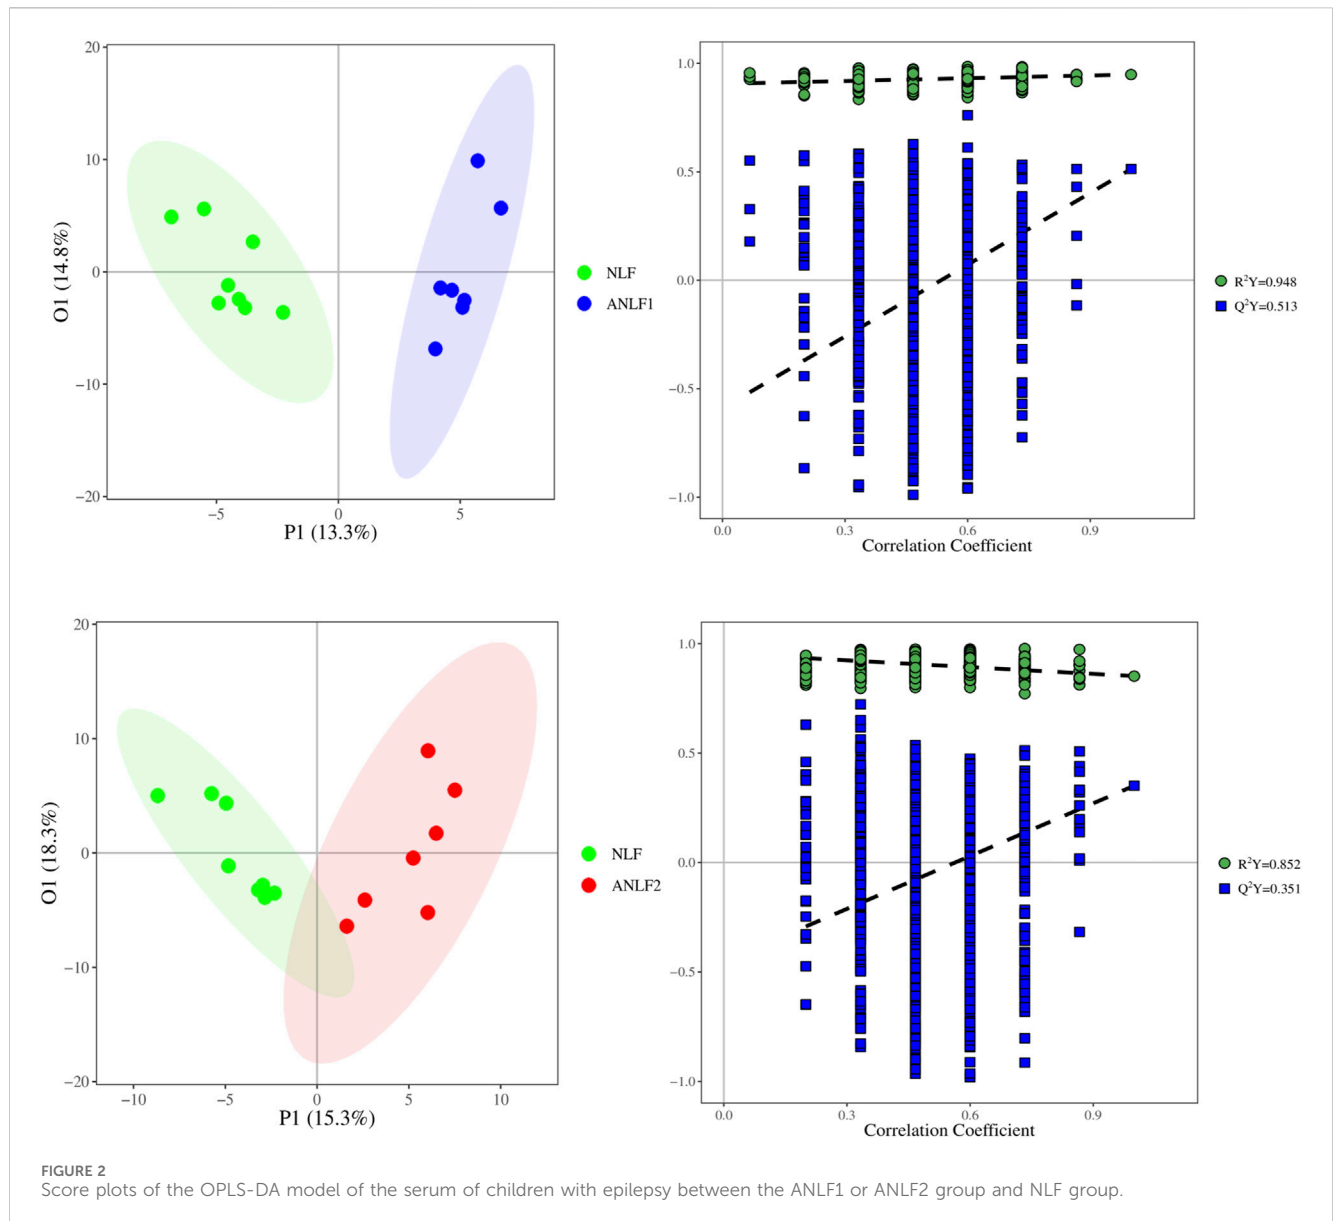 20
10
0
−10
−20
O1 (14.8%)
−5
0
5
P1 (13.3%)
NLF
ANLF1
1.0
0.5
0.0
−0.5
−1.0
0.0
0.3
0.6
0.9
Correlation Coefficient
R²Y=0.948
Q²Y=0.513
20
10
0
−10
−20
O1 (18.3%)
−10
−5
0
5
10
P1 (15.3%)
NLF
ANLF2
1.0
0.5
0.0
−0.5
−1.0
0.0
0.3
0.6
0.9
Correlation Coefficient
R²Y=0.852
Q²Y=0.351
FIGURE 2
Score plots of the OPLS-DA model of the serum of children with epilepsy between the ANLF1 or ANLF2 group and NLF group.